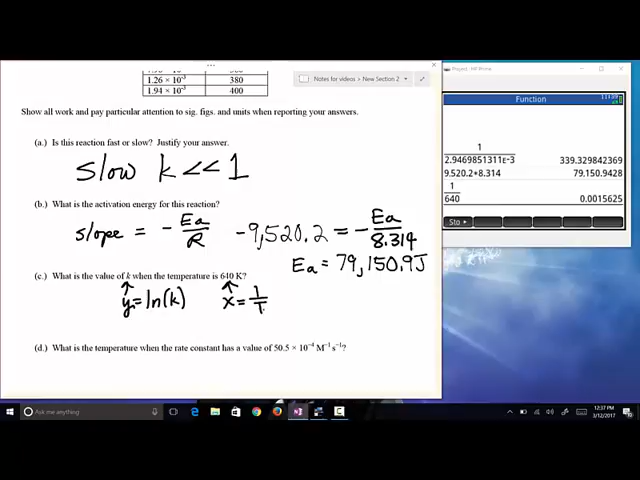 Notes for videos > New Section 2
1.26 × 10⁻³ 380
1.94 × 10⁻³ 400
Show all work and pay particular attention to sig. figs. and units when reporting your answers.
(a.) Is this reaction fast or slow? Justify your answer.
slow k << 1
(b.) What is the activation energy for this reaction?
slope = - Ea/R -9,520.2 = - Ea/8.314
Ea = 79,150.9J
(c.) What is the value of k when the temperature is 640 K?
y = ln(k) x = 1/T
(d.) What is the temperature when the rate constant has a value of 50.5 × 10⁻⁴ M⁻¹ s⁻¹?
Function
1
2.9469851311E-3 339.329842369
9.520.2*8.314 79.150.9428
1
640 0.0015625
Sto ▸
Ask me anything
12:37 PM
3/12/2017